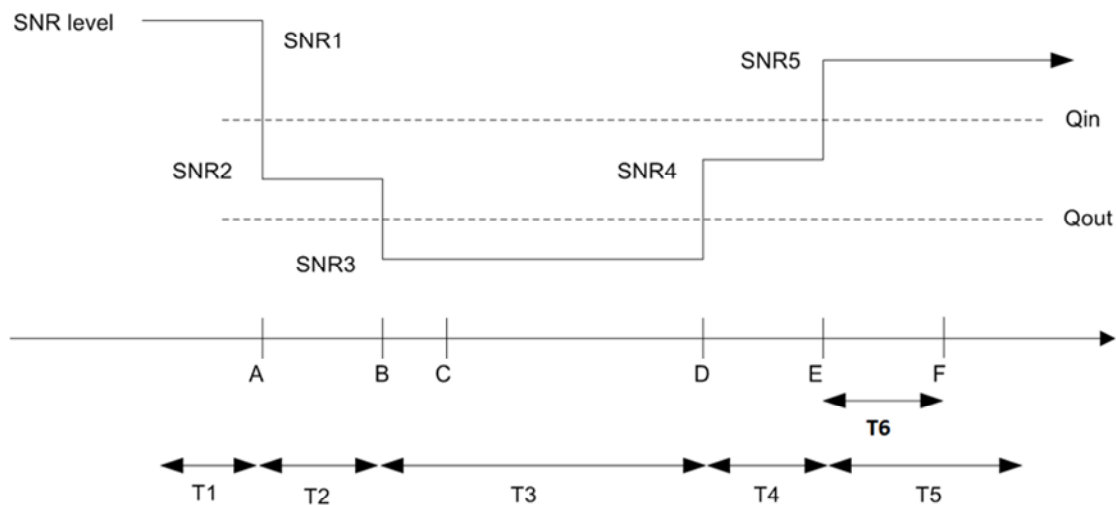 SNR level
SNR1
SNR5
Qin
SNR2
SNR4
Qout
SNR3
A B C D E F
T6
T1 T2 T3 T4 T5